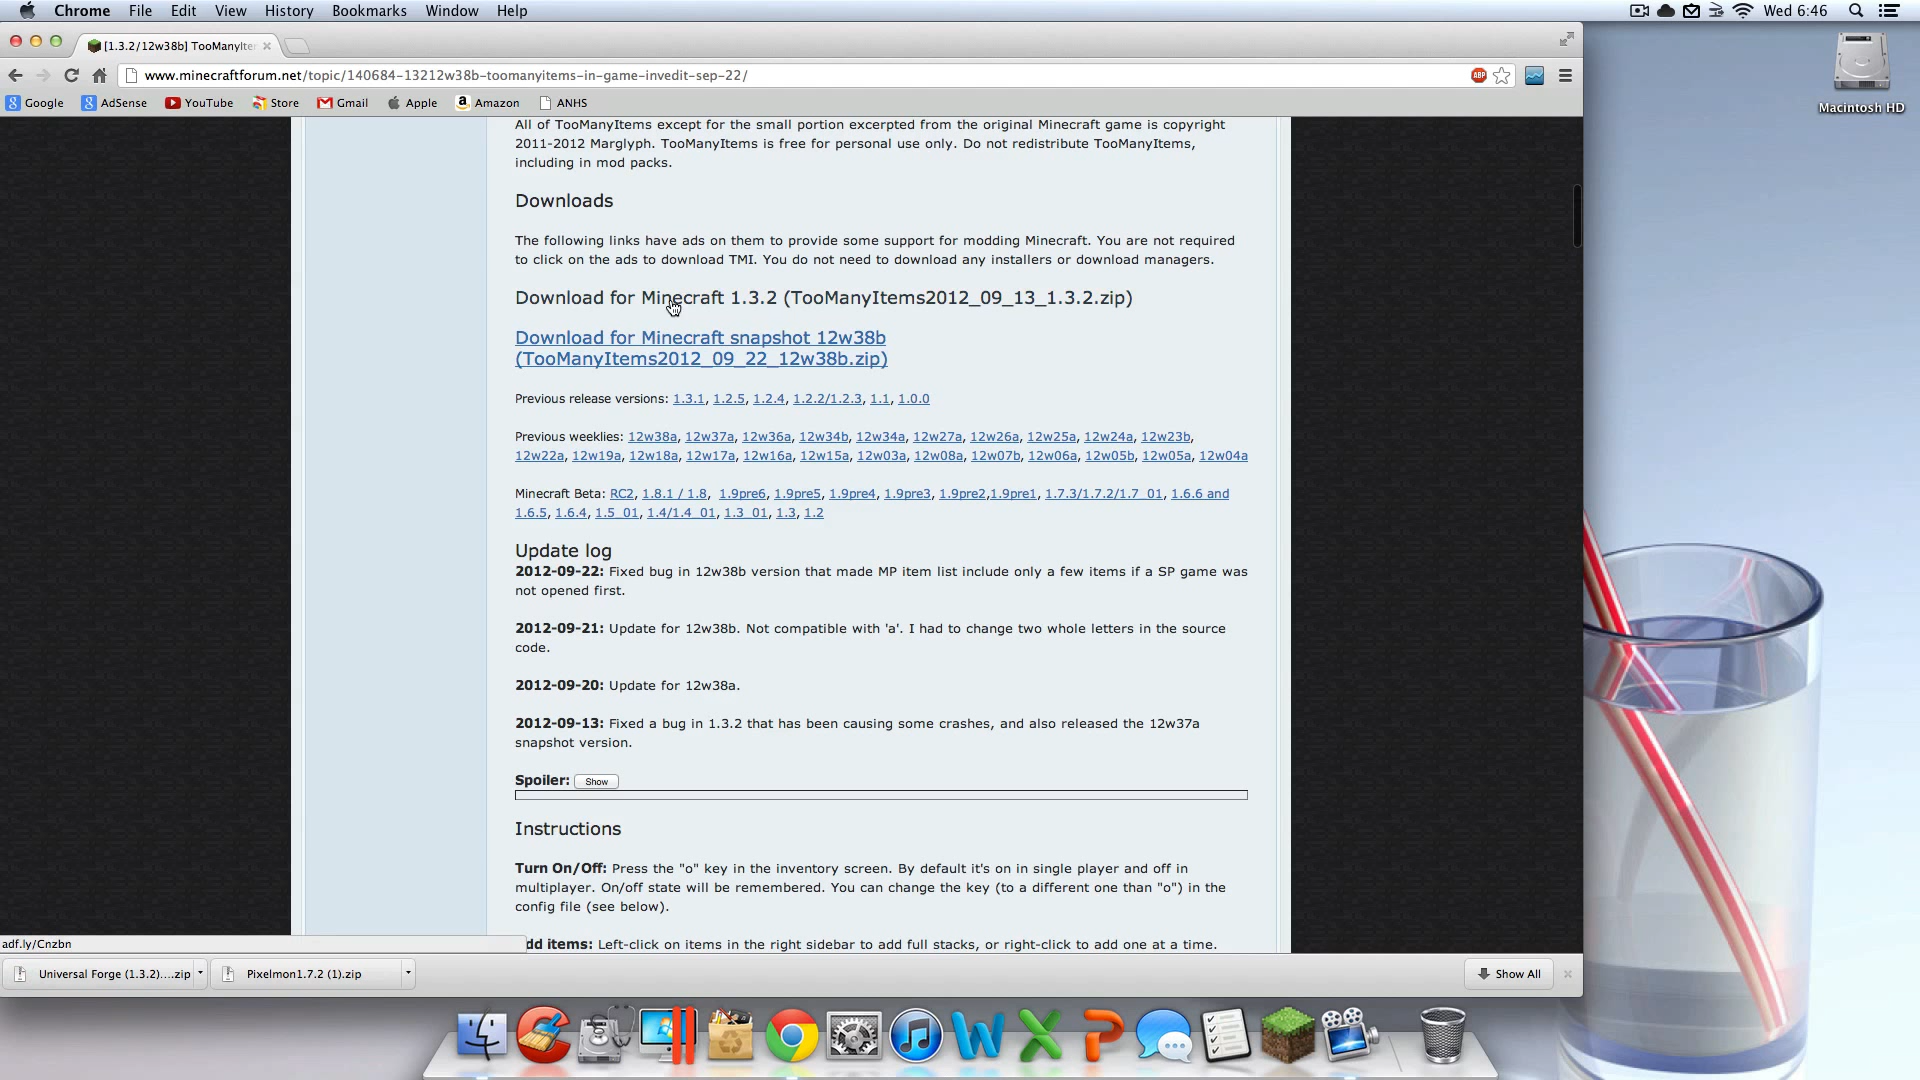 Chrome File Edit View History Bookmarks Window Help Wed 6:46
[1.3.2/12w38b] TooManyIte
www.minecraftforum.net/topic/140684-13212w38b-toomanyitems-in-game-invedit-sep-22/ ABP
Google AdSense YouTube Store Gmail Apple Amazon ANHS
Macintosh HD
All of TooManyItems except for the small portion excerpted from the original Minecraft game is copyright
2011-2012 Marglyph. TooManyItems is free for personal use only. Do not redistribute TooManyItems,
including in mod packs.
Downloads
The following links have ads on them to provide some support for modding Minecraft. You are not required
to click on the ads to download TMI. You do not need to download any installers or download managers.
Download for Minecraft 1.3.2 (TooManyItems2012_09_13_1.3.2.zip)
Download for Minecraft snapshot 12w38b
(TooManyItems2012_09_22_12w38b.zip)
Previous release versions: 1.3.1, 1.2.5, 1.2.4, 1.2.2/1.2.3, 1.1, 1.0.0
Previous weeklies: 12w38a, 12w37a, 12w36a, 12w34b, 12w34a, 12w27a, 12w26a, 12w25a, 12w24a, 12w23b,
12w22a, 12w19a, 12w18a, 12w17a, 12w16a, 12w15a, 12w03a, 12w08a, 12w07b, 12w06a, 12w05b, 12w05a, 12w04a
Minecraft Beta: RC2, 1.8.1 / 1.8, 1.9pre6, 1.9pre5, 1.9pre4, 1.9pre3, 1.9pre2,1.9pre1, 1.7.3/1.7.2/1.7_01, 1.6.6 and
1.6.5, 1.6.4, 1.5_01, 1.4/1.4_01, 1.3_01, 1.3, 1.2
Update log
2012-09-22: Fixed bug in 12w38b version that made MP item list include only a few items if a SP game was
not opened first.
2012-09-21: Update for 12w38b. Not compatible with 'a'. I had to change two whole letters in the source
code.
2012-09-20: Update for 12w38a.
2012-09-13: Fixed a bug in 1.3.2 that has been causing some crashes, and also released the 12w37a
snapshot version.
Spoiler: Show
Instructions
Turn On/Off: Press the "o" key in the inventory screen. By default it's on in single player and off in
multiplayer. On/off state will be remembered. You can change the key (to a different one than "o") in the
config file (see below).
dd items: Left-click on items in the right sidebar to add full stacks, or right-click to add one at a time.
adf.ly/Cnzbn
Universal Forge (1.3.2)....zip Pixelmon1.7.2 (1).zip Show All